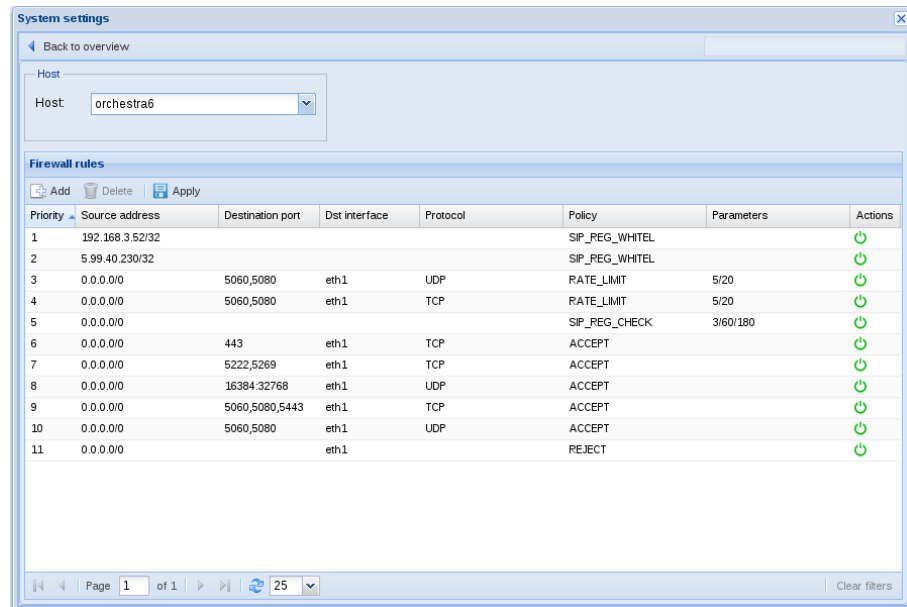 System settings
Back to overview
Host
Host: orchestra6
Firewall rules
Add Delete Apply
Priority Source address Destination port Dst interface Protocol Policy Parameters Actions
1 192.168.3.52/32 SIP_REG_WHITEL
2 5.99.40.230/32 SIP_REG_WHITEL
3 0.0.0.0/0 5060,5080 eth1 UDP RATE_LIMIT 5/20
4 0.0.0.0/0 5060,5080 eth1 TCP RATE_LIMIT 5/20
5 0.0.0.0/0 SIP_REG_CHECK 3/60/180
6 0.0.0.0/0 443 eth1 TCP ACCEPT
7 0.0.0.0/0 5222,5269 eth1 TCP ACCEPT
8 0.0.0.0/0 16384:32768 eth1 UDP ACCEPT
9 0.0.0.0/0 5060,5080,5443 eth1 TCP ACCEPT
10 0.0.0.0/0 5060,5080 eth1 UDP ACCEPT
11 0.0.0.0/0 eth1 REJECT
Page 1 of 1 25 Clear filters